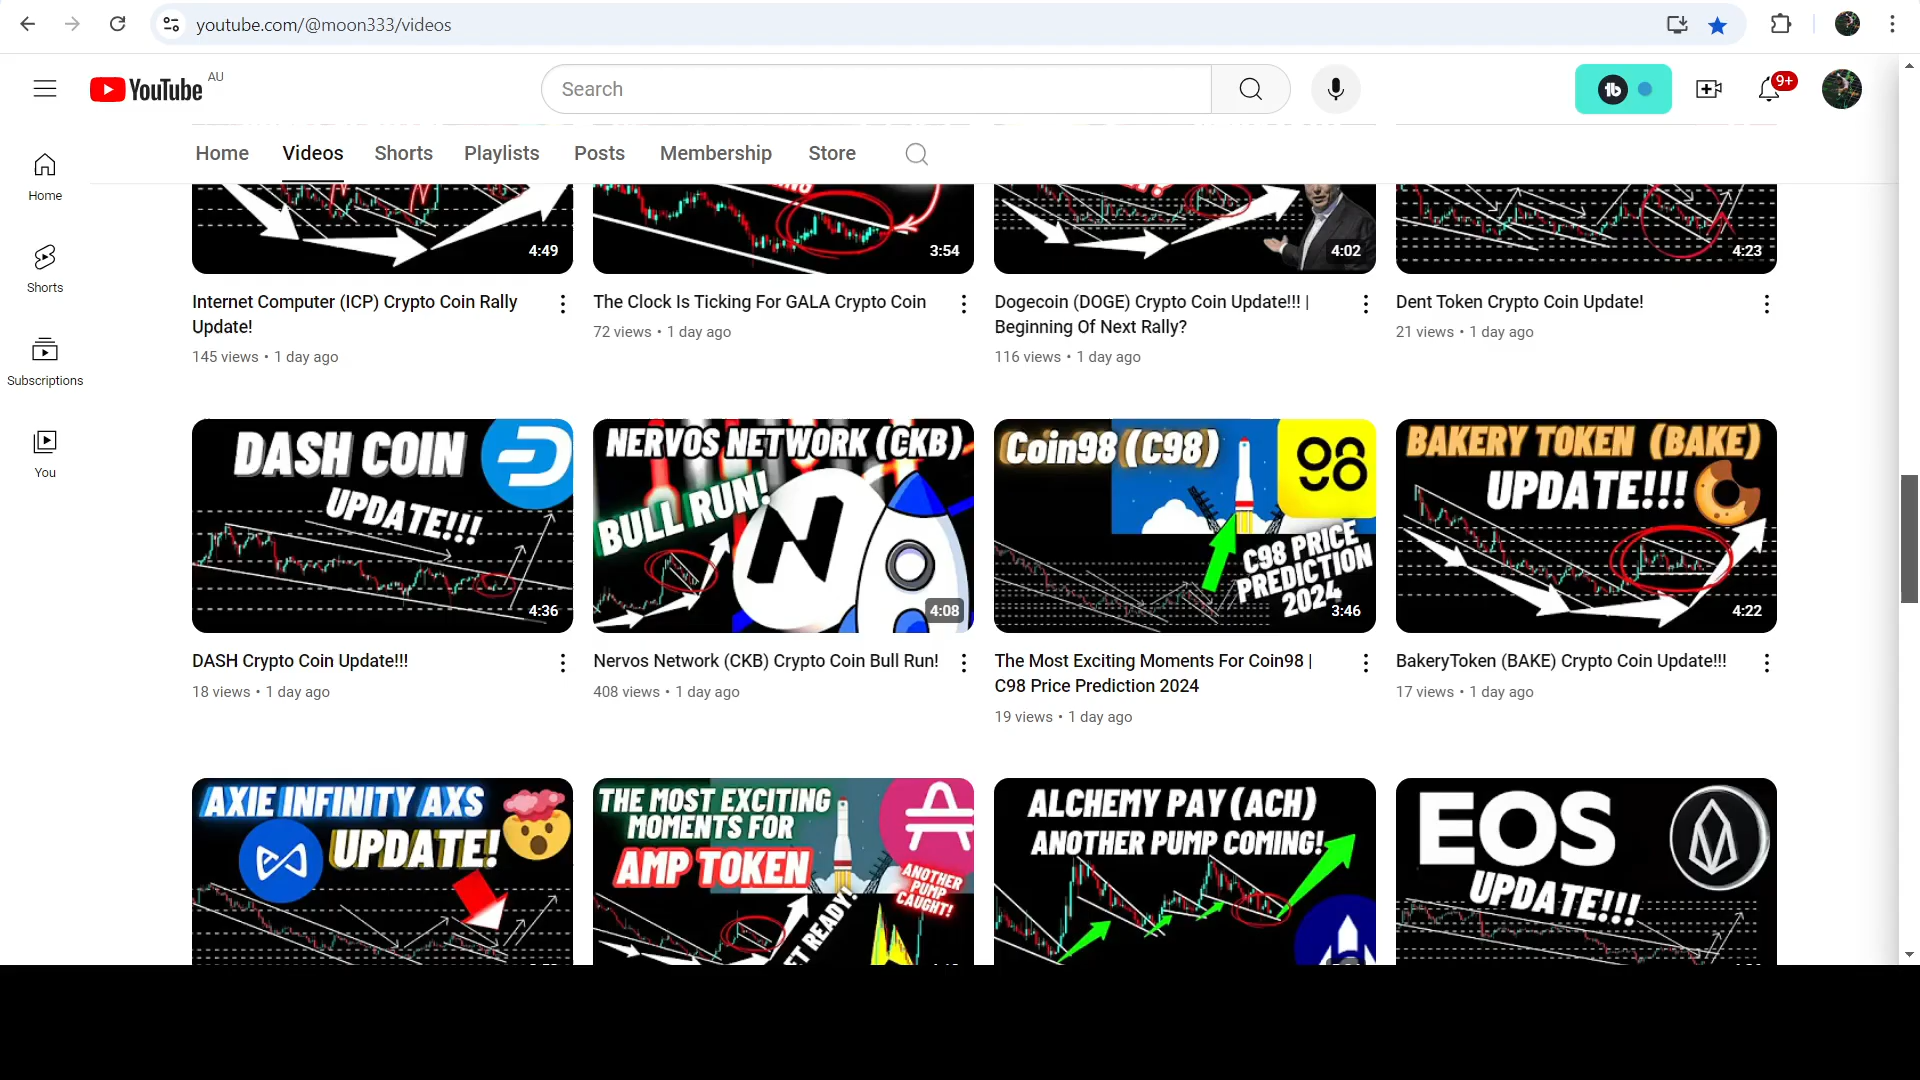 youtube.com/@moon333/videos
YouTube AU
Search
9+
Home Videos Shorts Playlists Posts Membership Store
Home
Shorts
Subscriptions
You
4:49
3:54
4:02
4:23
Internet Computer (ICP) Crypto Coin Rally
Update!
145 views • 1 day ago
The Clock Is Ticking For GALA Crypto Coin
72 views • 1 day ago
Dogecoin (DOGE) Crypto Coin Update!!! |
Beginning Of Next Rally?
116 views • 1 day ago
Dent Token Crypto Coin Update!
21 views • 1 day ago
DASH COIN
UPDATE!!!
4:36
NERVOS NETWORK (CKB)
BULL RUN!
4:08
Coin98 (C98)
98
C98 PRICE
PREDICTION
2024
3:46
BAKERY TOKEN (BAKE)
UPDATE!!!
4:22
DASH Crypto Coin Update!!!
18 views • 1 day ago
Nervos Network (CKB) Crypto Coin Bull Run!
408 views • 1 day ago
The Most Exciting Moments For Coin98 |
C98 Price Prediction 2024
19 views • 1 day ago
BakeryToken (BAKE) Crypto Coin Update!!!
17 views • 1 day ago
AXIE INFINITY AXS
UPDATE!
THE MOST EXCITING
MOMENTS FOR
AMP TOKEN
ANOTHER
PUMP
CAUGHT!
READY!
ALCHEMY PAY (ACH)
ANOTHER PUMP COMING!
EOS
UPDATE!!!